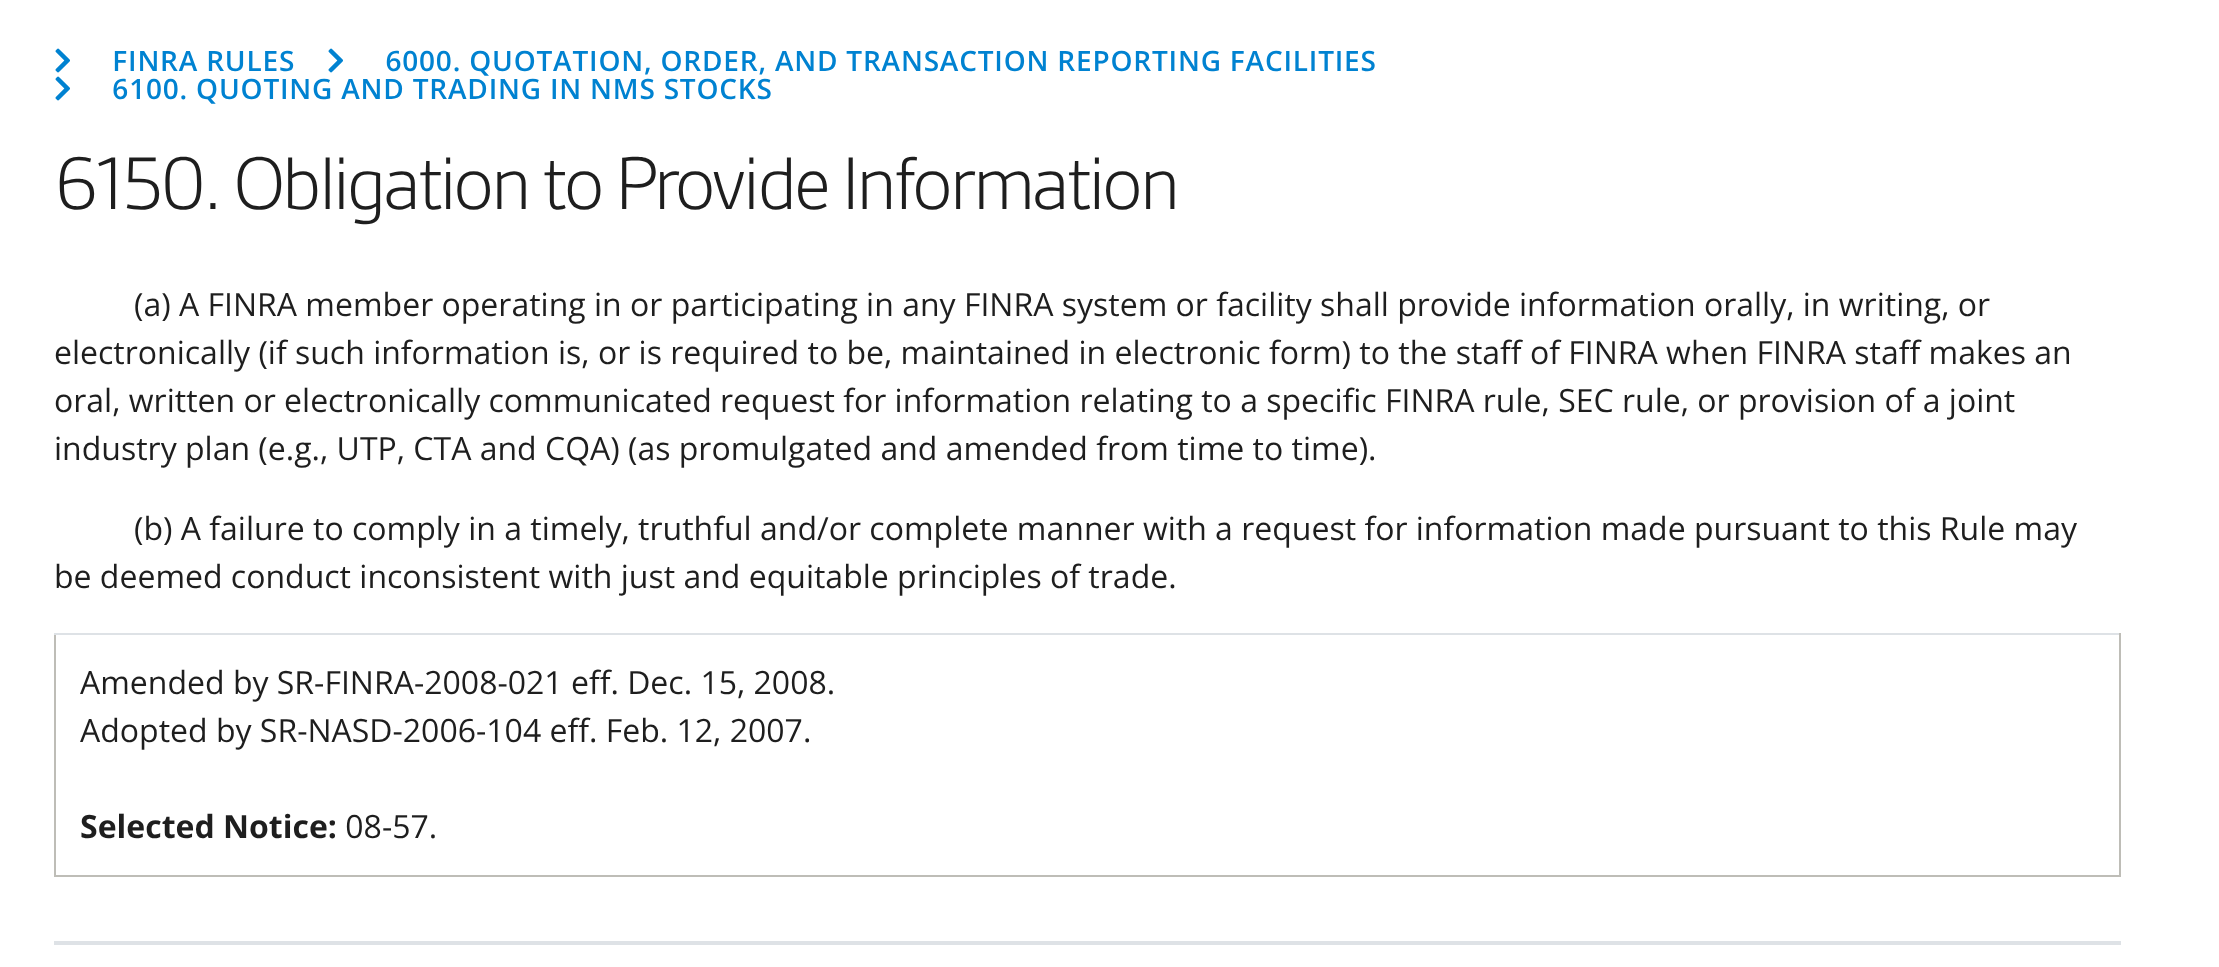 FINRA RULES 6000. QUOTATION, ORDER, AND TRANSACTION REPORTING FACILITIES
6100. QUOTING AND TRADING IN NMS STOCKS
6150. Obligation to Provide Information
(a) A FINRA member operating in or participating in any FINRA system or facility shall provide information orally, in writing, or
electronically (if such information is, or is required to be, maintained in electronic form) to the staff of FINRA when FINRA staff makes an
oral, written or electronically communicated request for information relating to a specific FINRA rule, SEC rule, or provision of a joint
industry plan (e.g., UTP, CTA and CQA) (as promulgated and amended from time to time).
(b) A failure to comply in a timely, truthful and/or complete manner with a request for information made pursuant to this Rule may
be deemed conduct inconsistent with just and equitable principles of trade.
Amended by SR-FINRA-2008-021 eff. Dec. 15, 2008.
Adopted by SR-NASD-2006-104 eff. Feb. 12, 2007.
Selected Notice: 08-57.